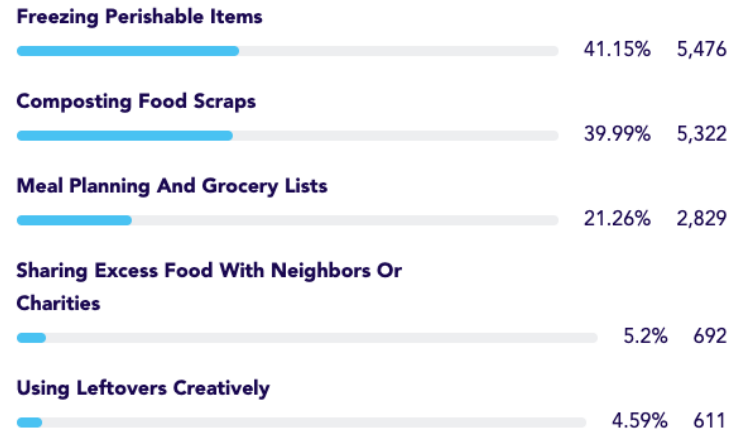 Freezing Perishable Items
41.15% 5,476
Composting Food Scraps
39.99% 5,322
Meal Planning And Grocery Lists
21.26% 2,829
Sharing Excess Food With Neighbors Or
Charities
5.2% 692
Using Leftovers Creatively
4.59% 611